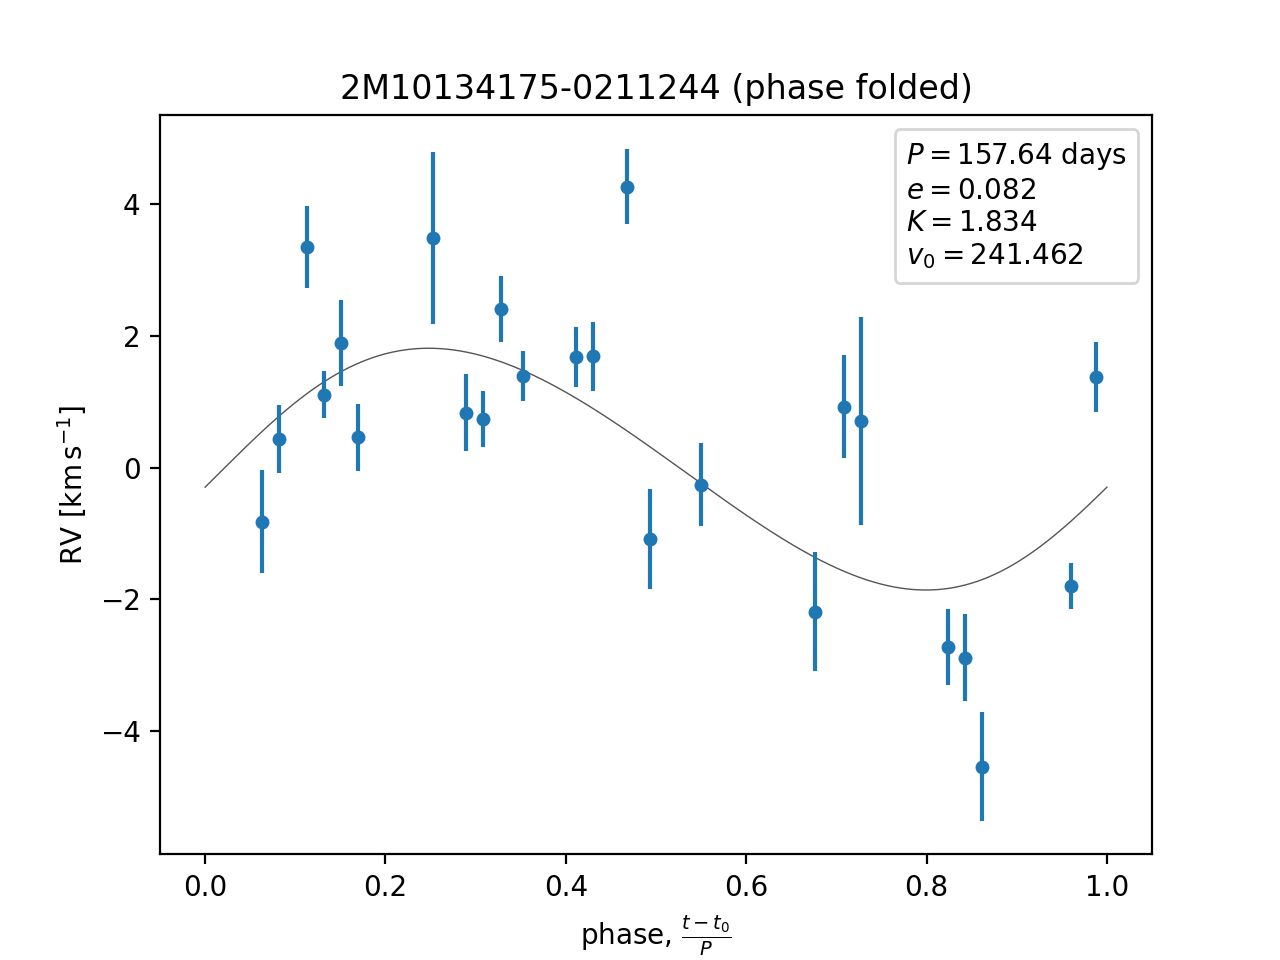 2M10134175-0211244 (phase folded)
P = 157.64 days
e = 0.082
K = 1.834
v₀ = 241.462
4
2
0
−2
−4
RV [km s⁻¹]
0.0 0.2 0.4 0.6 0.8 1.0
phase, (t − t₀)/P